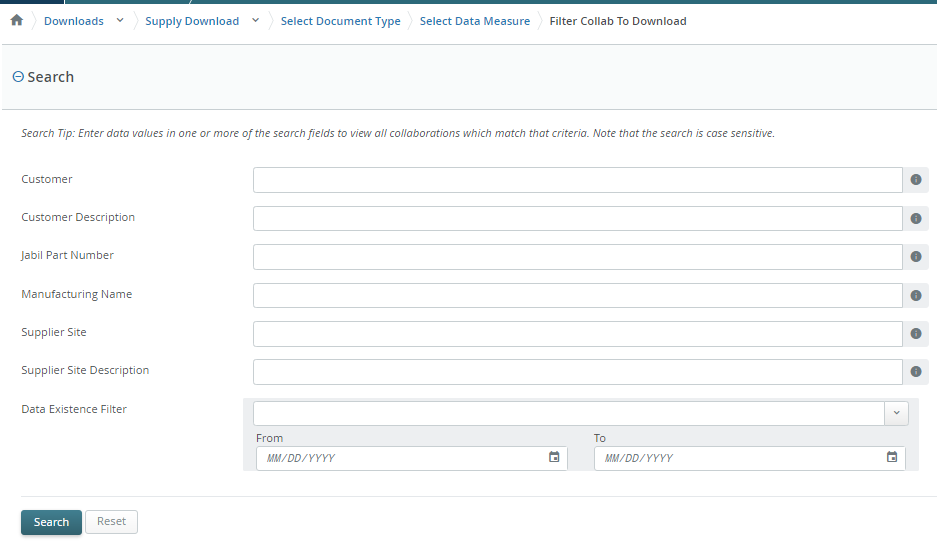 Downloads Supply Download Select Document Type Select Data Measure Filter Collab To Download
Search
Search Tip: Enter data values in one or more of the search fields to view all collaborations which match that criteria. Note that the search is case sensitive.
Customer
Customer Description
Jabil Part Number
Manufacturing Name
Supplier Site
Supplier Site Description
Data Existence Filter
From To
MM/DD/YYYY MM/DD/YYYY
Search Reset